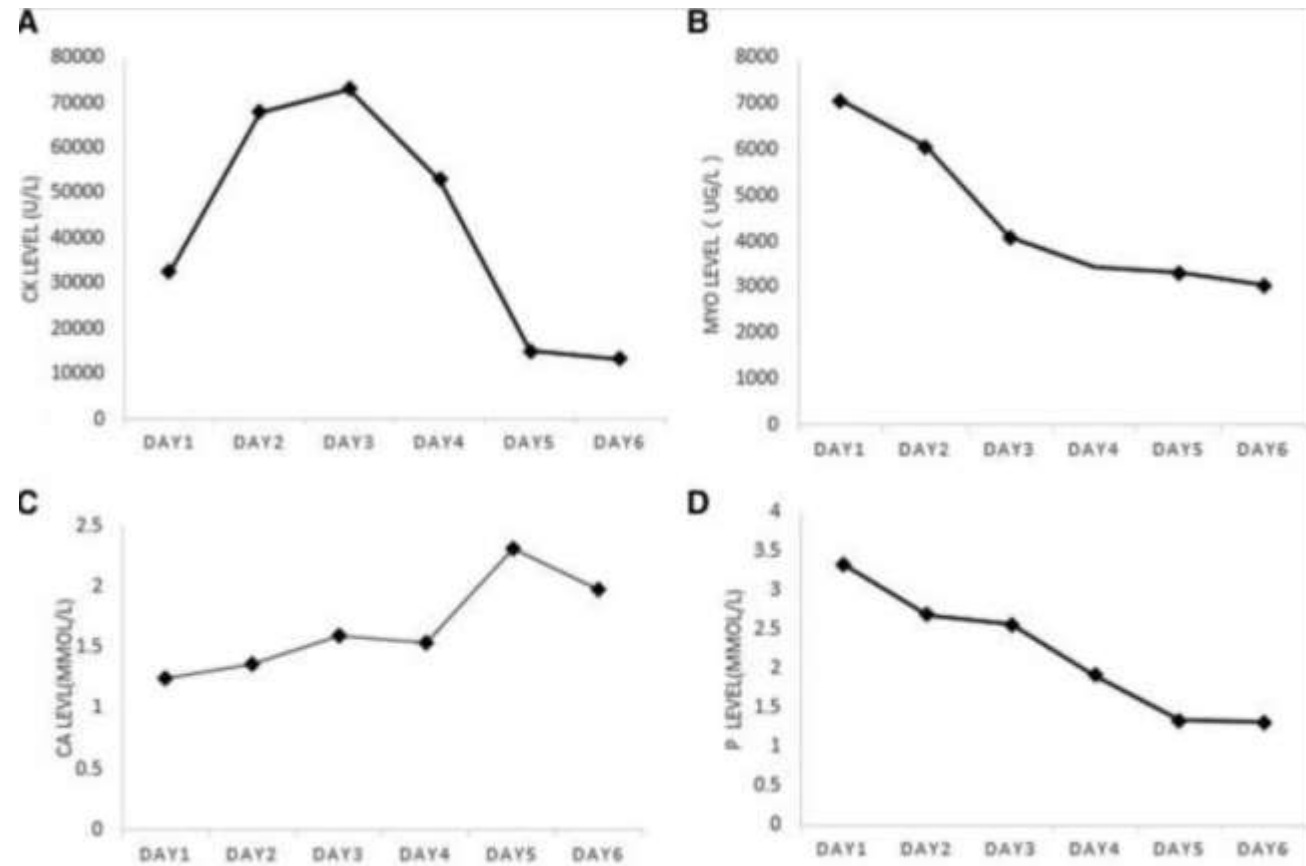 A
CK LEVEL (U/L)
80000
70000
60000
50000
40000
30000
20000
10000
0
DAY1 DAY2 DAY3 DAY4 DAY5 DAY6
B
MYO LEVEL ( UG/L )
8000
7000
6000
5000
4000
3000
2000
1000
0
DAY1 DAY2 DAY3 DAY4 DAY5 DAY6
C
CA LEVL(MMOL/L)
2.5
2
1.5
1
0.5
0
DAY1 DAY2 DAY3 DAY4 DAY5 DAY6
D
P LEVEL(MMOL/L)
4
3.5
3
2.5
2
1.5
1
0.5
0
DAY1 DAY2 DAY3 DAY4 DAY5 DAY6